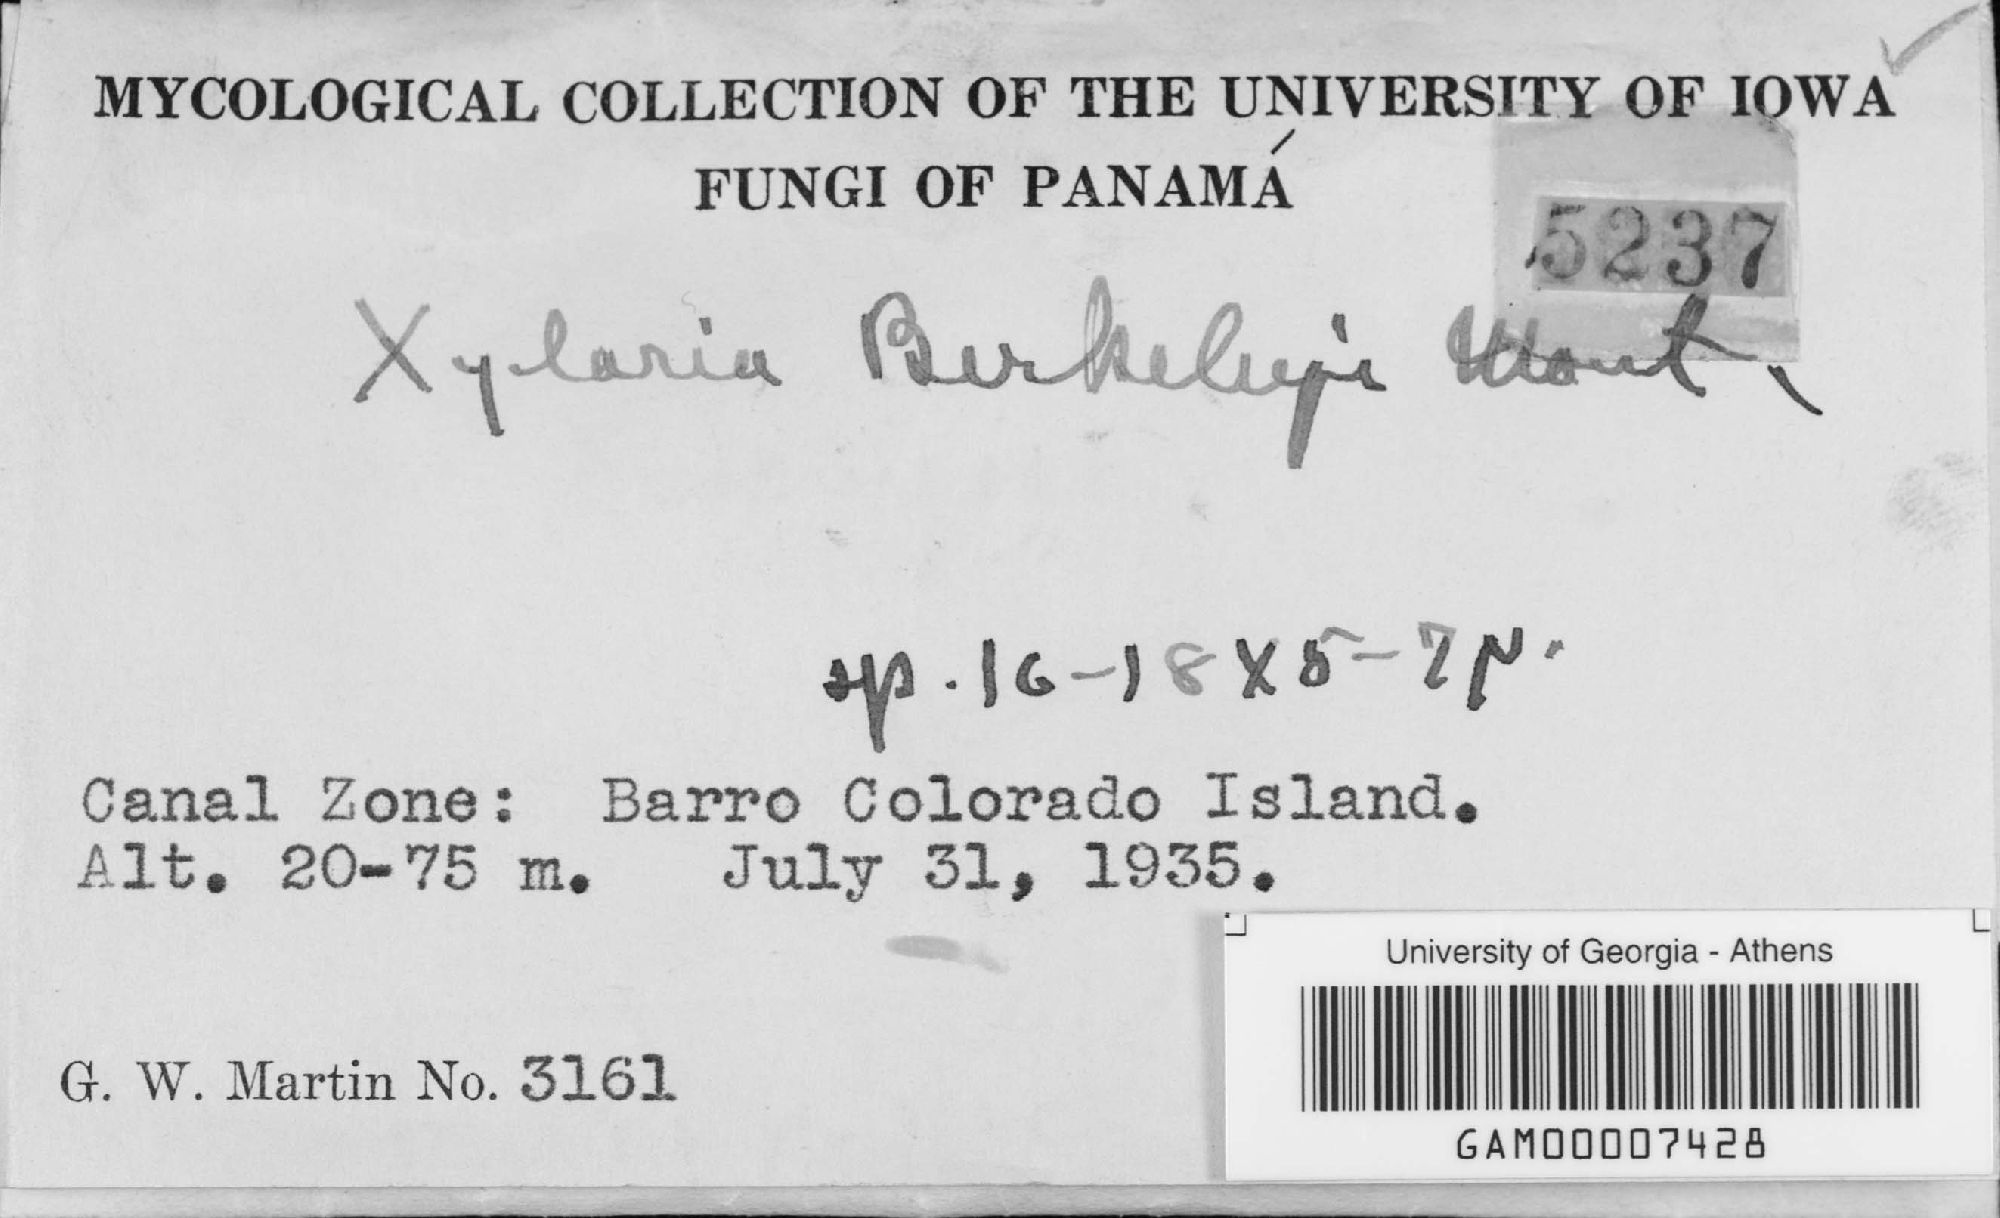 MYCOLOGICAL COLLECTION OF THE UNIVERSITY OF IOWA
FUNGI OF PANAMÁ
5237
Xylaria Berkeleyi Mont.
sp. 16-18 X 5-7 µ.
Canal Zone: Barro Colorado Island.
Alt. 20-75 m. July 31, 1935.
G. W. Martin No. 3161
University of Georgia - Athens
GAM00007428